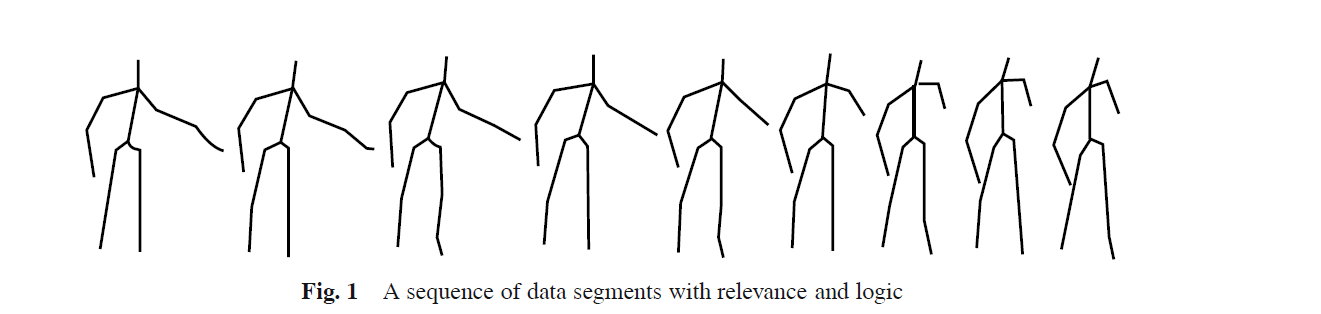 Fig. 1 A sequence of data segments with relevance and logic